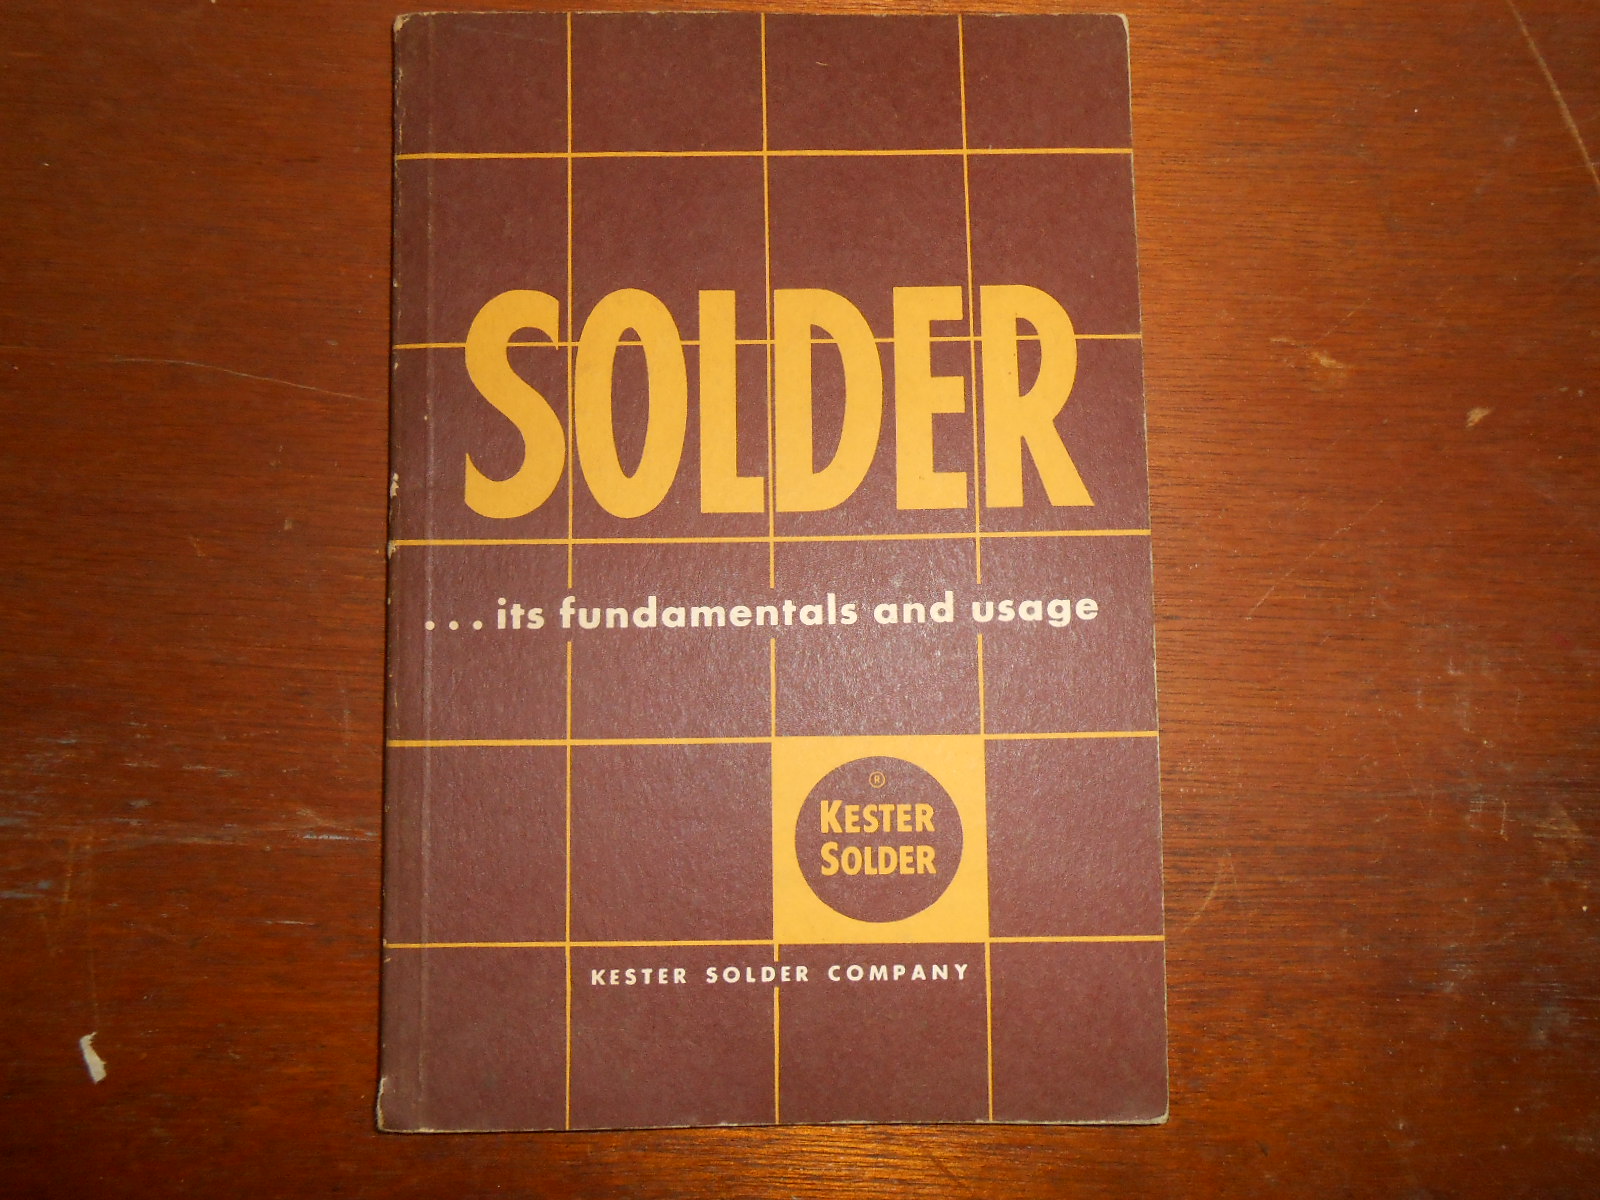 SOLDER
...its fundamentals and usage
®
KESTER
SOLDER
KESTER SOLDER COMPANY